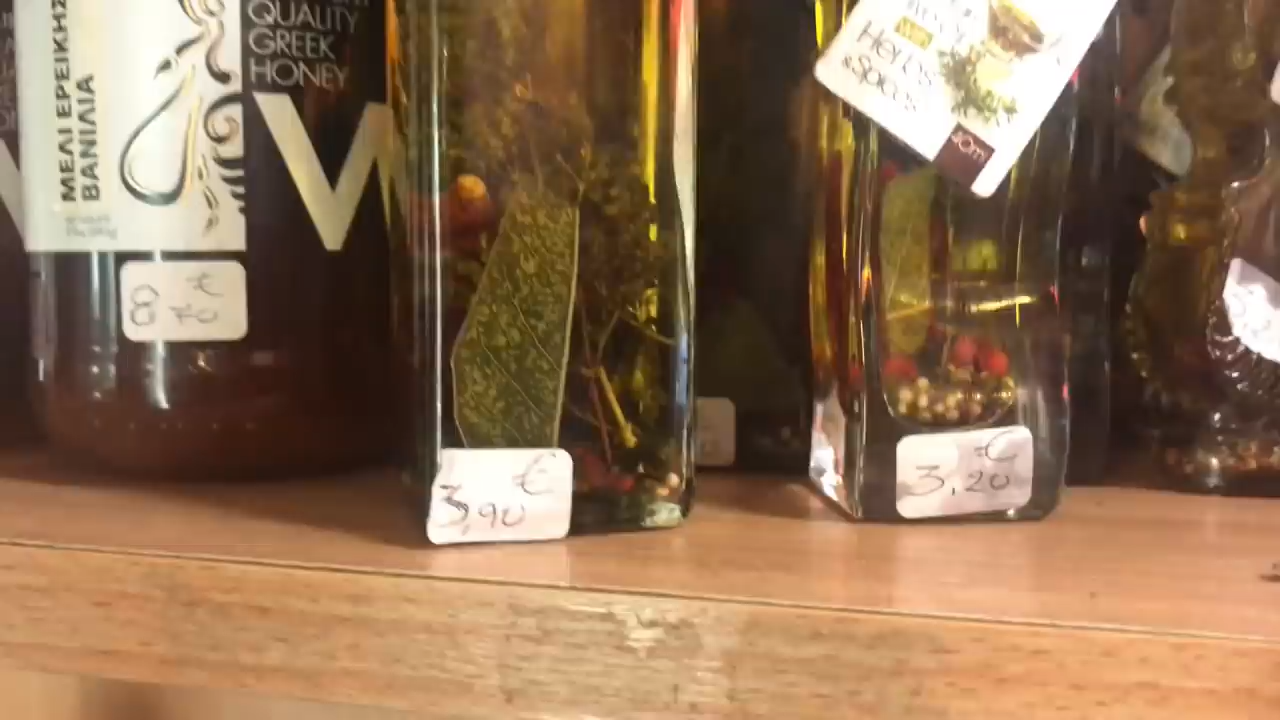 QUALITY
GREEK
HONEY
ΜΕΛΙ ΕΡΕΙΚΗΣ
ΒΑΝΙΛΙΑ
W
8 70 €
3,90 €
Herbs
& Spices
3,20 €